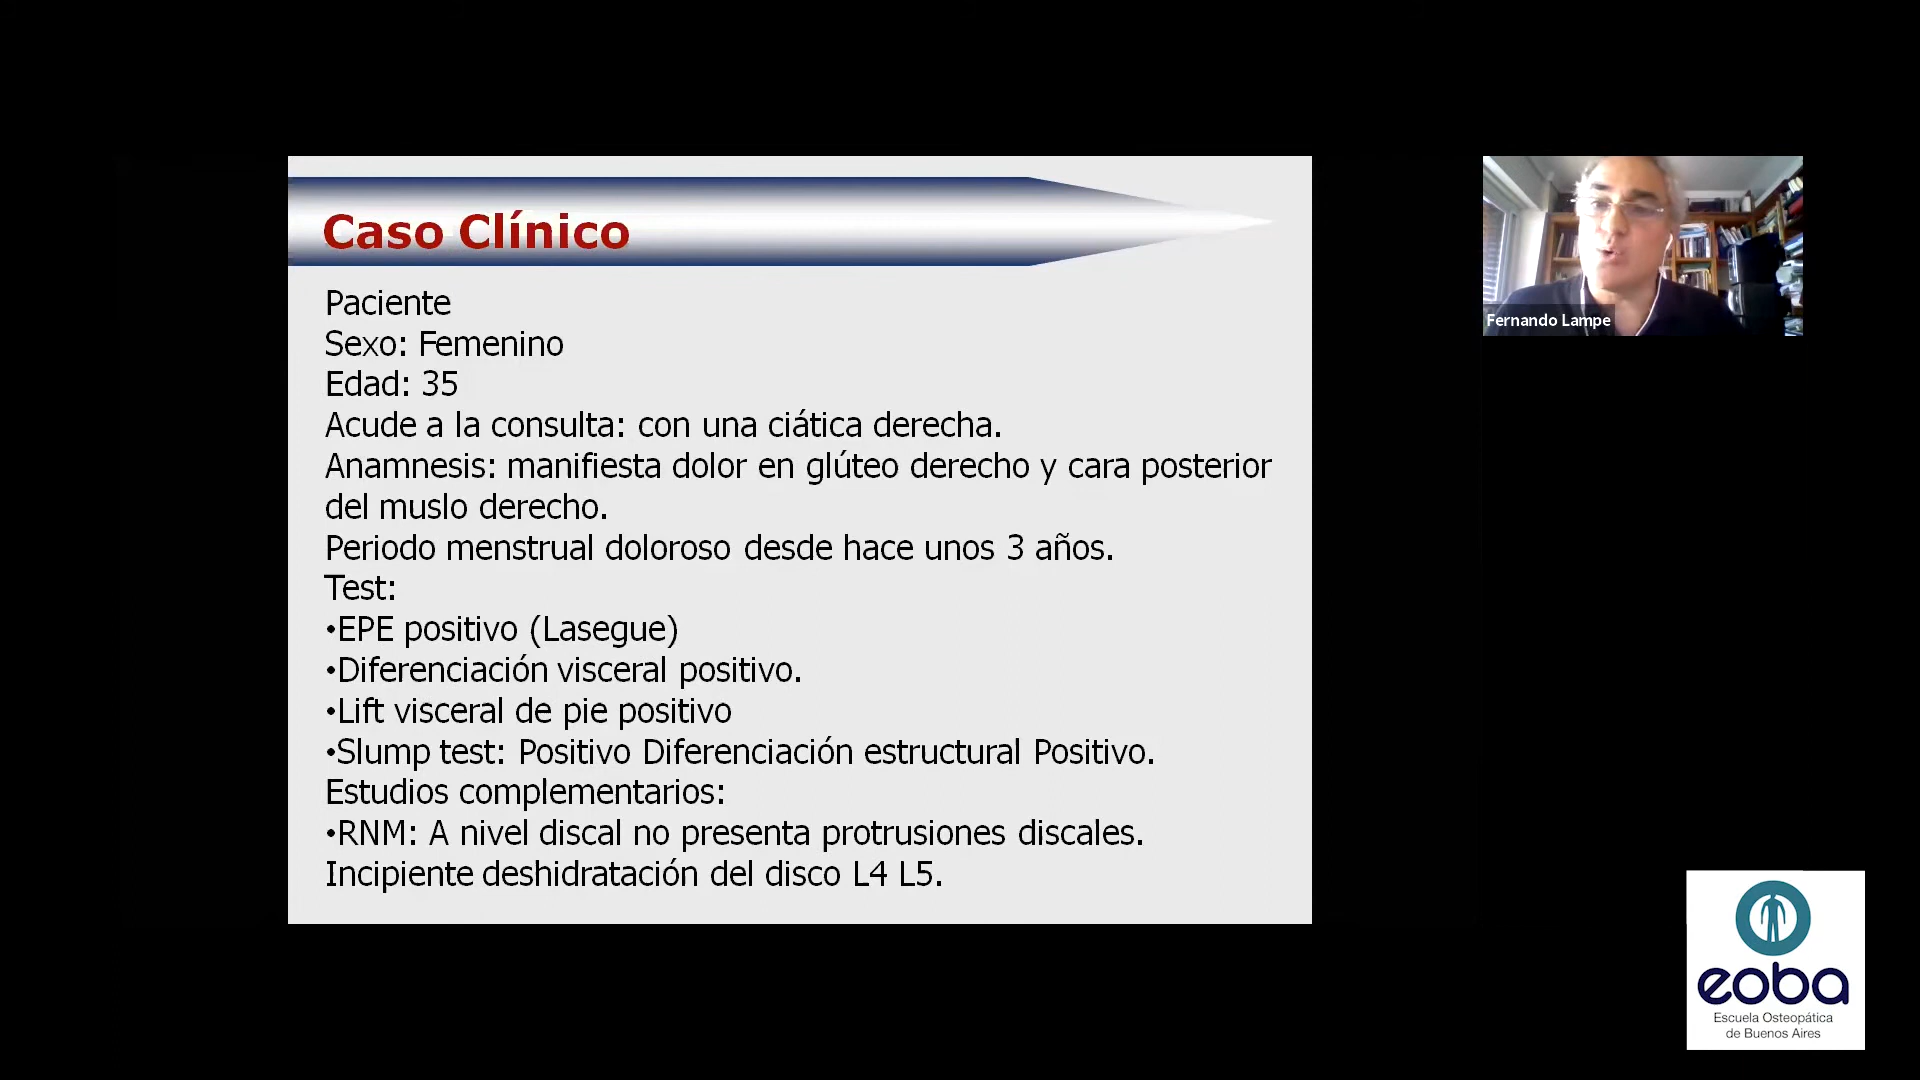 Caso Clínico
Paciente
Sexo: Femenino
Edad: 35
Acude a la consulta: con una ciática derecha.
Anamnesis: manifiesta dolor en glúteo derecho y cara posterior
del muslo derecho.
Periodo menstrual doloroso desde hace unos 3 años.
Test:
•EPE positivo (Lasegue)
•Diferenciación visceral positivo.
•Lift visceral de pie positivo
•Slump test: Positivo Diferenciación estructural Positivo.
Estudios complementarios:
•RNM: A nivel discal no presenta protrusiones discales.
Incipiente deshidratación del disco L4 L5.
Fernando Lampe
eoba
Escuela Osteopática
de Buenos Aires